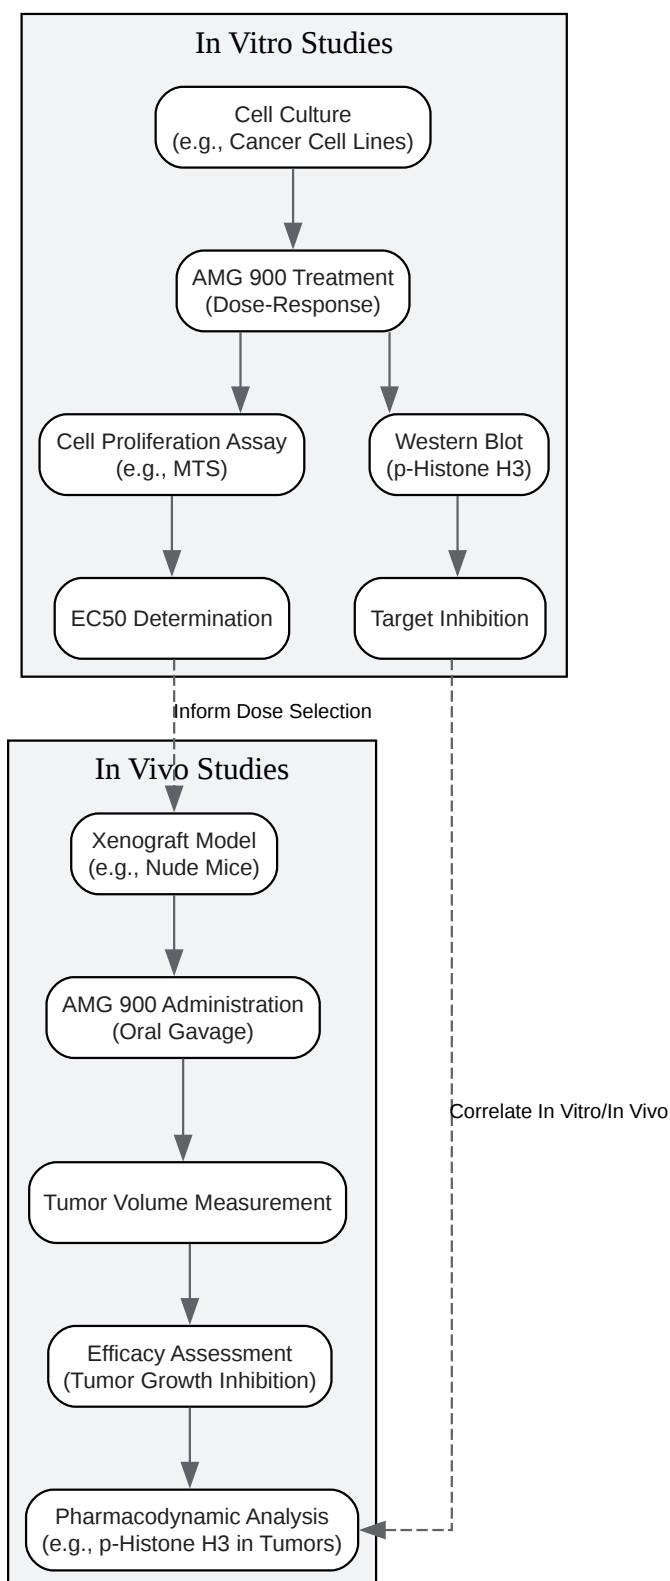 In Vitro Studies
Cell Culture
(e.g., Cancer Cell Lines)
AMG 900 Treatment
(Dose-Response)
Cell Proliferation Assay
(e.g., MTS)
Western Blot
(p-Histone H3)
EC50 Determination
Target Inhibition
Inform Dose Selection
In Vivo Studies
Xenograft Model
(e.g., Nude Mice)
AMG 900 Administration
(Oral Gavage)
Correlate In Vitro/In Vivo
Tumor Volume Measurement
Efficacy Assessment
(Tumor Growth Inhibition)
Pharmacodynamic Analysis
(e.g., p-Histone H3 in Tumors)